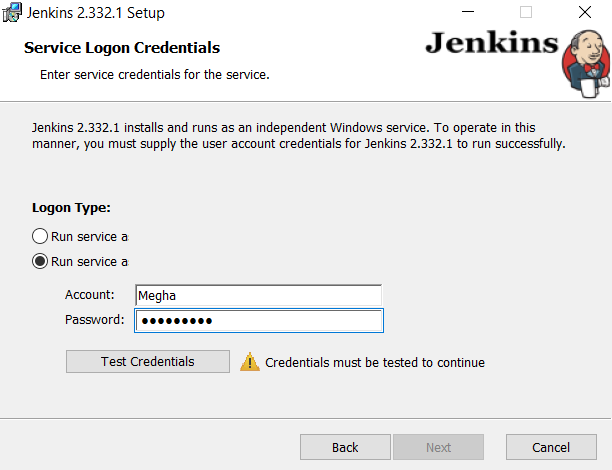 Jenkins 2.332.1 Setup
Service Logon Credentials
Enter service credentials for the service.
Jenkins
Jenkins 2.332.1 installs and runs as an independent Windows service. To operate in this
manner, you must supply the user account credentials for Jenkins 2.332.1 to run successfully.
Logon Type:
Run service a
Run service a
Account: Megha
Password: ●●●●●●●●●
Test Credentials Credentials must be tested to continue
Back Next Cancel